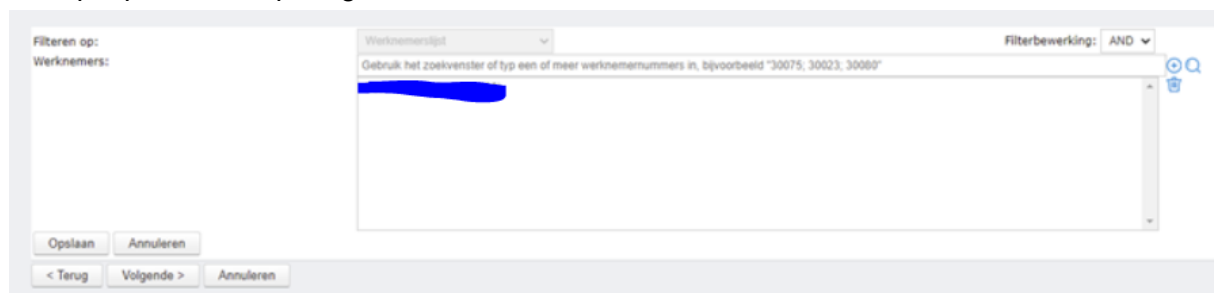 Filteren op: Werknemerslijst Filterbewerking: AND
Werknemers: Gebruik het zoekvenster of typ een of meer werknemernummers in, bijvoorbeeld "30075; 30023; 30080"
Opslaan Annuleren
< Terug Volgende > Annuleren